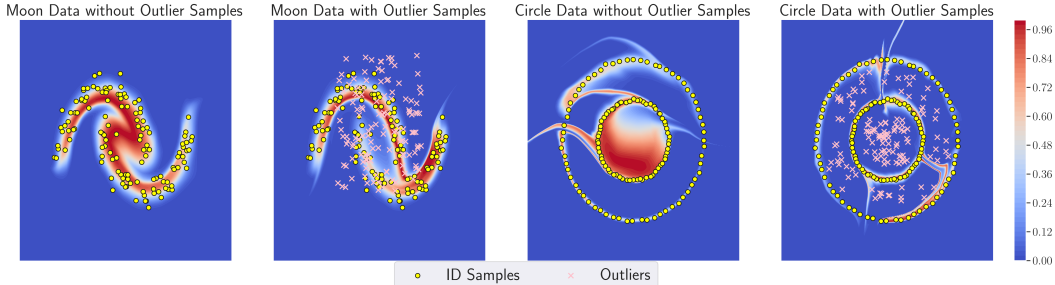 Moon Data without Outlier Samples
Moon Data with Outlier Samples
Circle Data without Outlier Samples
Circle Data with Outlier Samples
0.96
0.84
0.72
0.60
0.48
0.36
0.24
0.12
0.00
ID Samples
Outliers